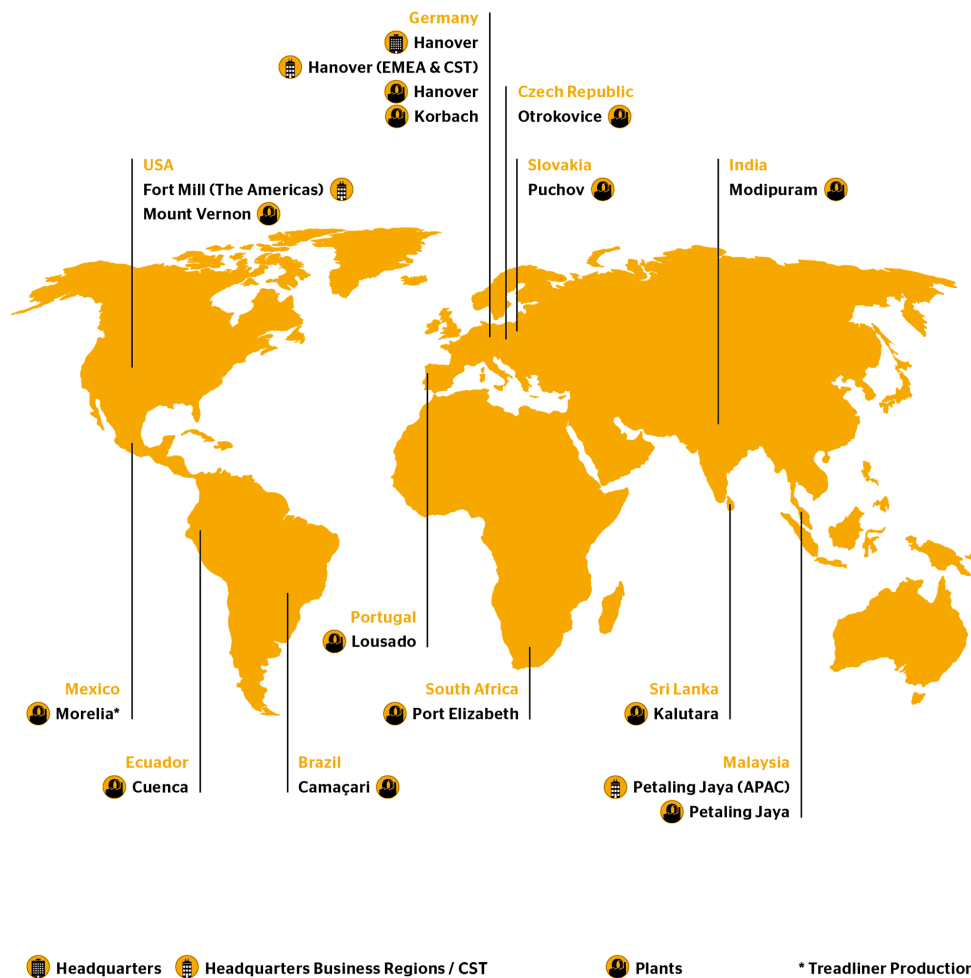 Germany
Hanover
Hanover (EMEA & CST)
Hanover
Korbach
Czech Republic
Otrokovice
USA
Fort Mill (The Americas)
Mount Vernon
Slovakia
Puchov
India
Modipuram
Portugal
Lousado
Mexico
Morelia*
South Africa
Port Elizabeth
Sri Lanka
Kalutara
Ecuador
Cuenca
Brazil
Camaçari
Malaysia
Petaling Jaya (APAC)
Petaling Jaya
Headquarters
Headquarters Business Regions / CST
Plants
* Treadliner Production